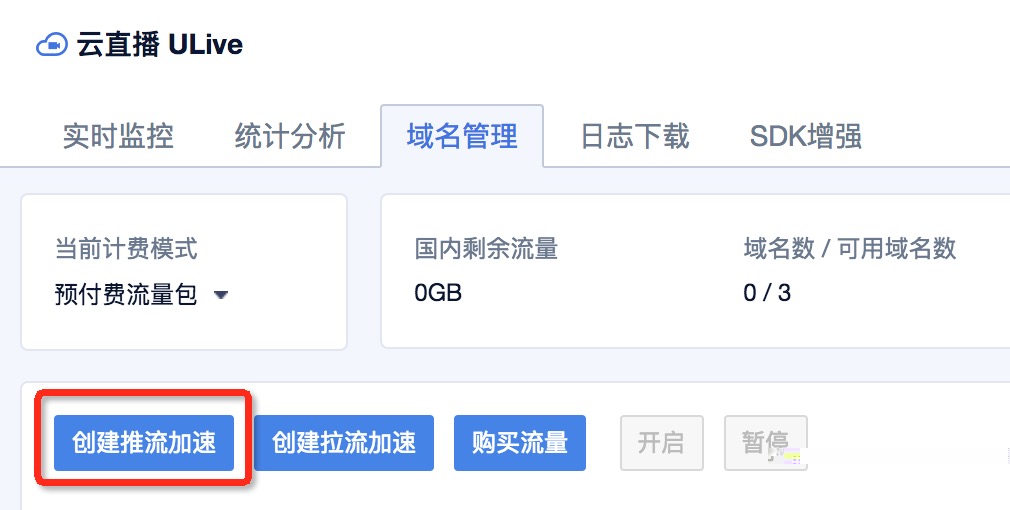 云直播 ULive
实时监控 统计分析 域名管理 日志下载 SDK增强
当前计费模式
预付费流量包
国内剩余流量 域名数 / 可用域名数
0GB 0 / 3
创建推流加速 创建拉流加速 购买流量 开启 暂停